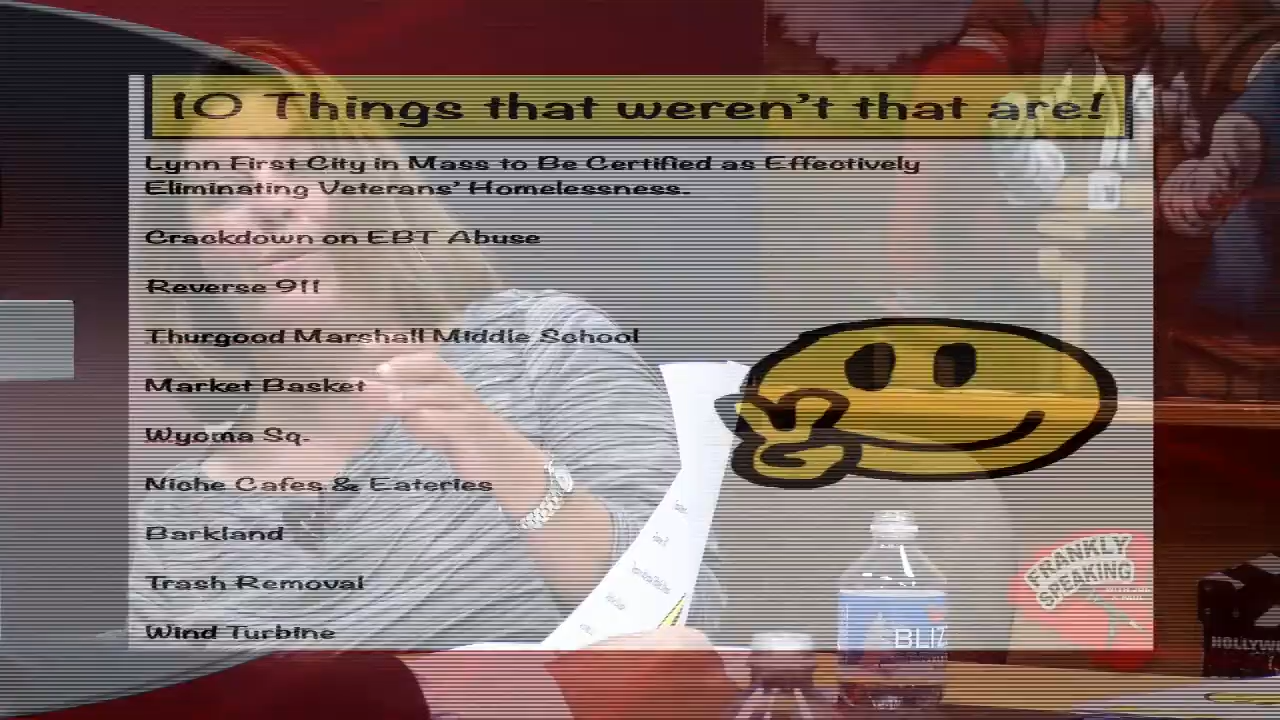 10 Things that weren't that are!
Lynn First City in Mass to Be Certified as Effectively
Eliminating Veterans' Homelessness.
Crackdown on EBT Abuse
Reverse 911
Thurgood Marshall Middle School
Market Basket
Wyoma Sq.
Niche Cafes & Eateries
Barkland
Trash Removal
Wind Turbine
FRANKLY
SPEAKING
BLIZ
HOLLYW